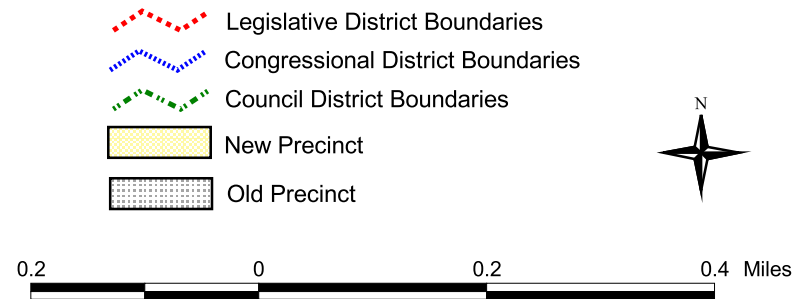 Legislative District Boundaries
Congressional District Boundaries
Council District Boundaries
N
New Precinct
Old Precinct
0.2 0 0.2 0.4 Miles